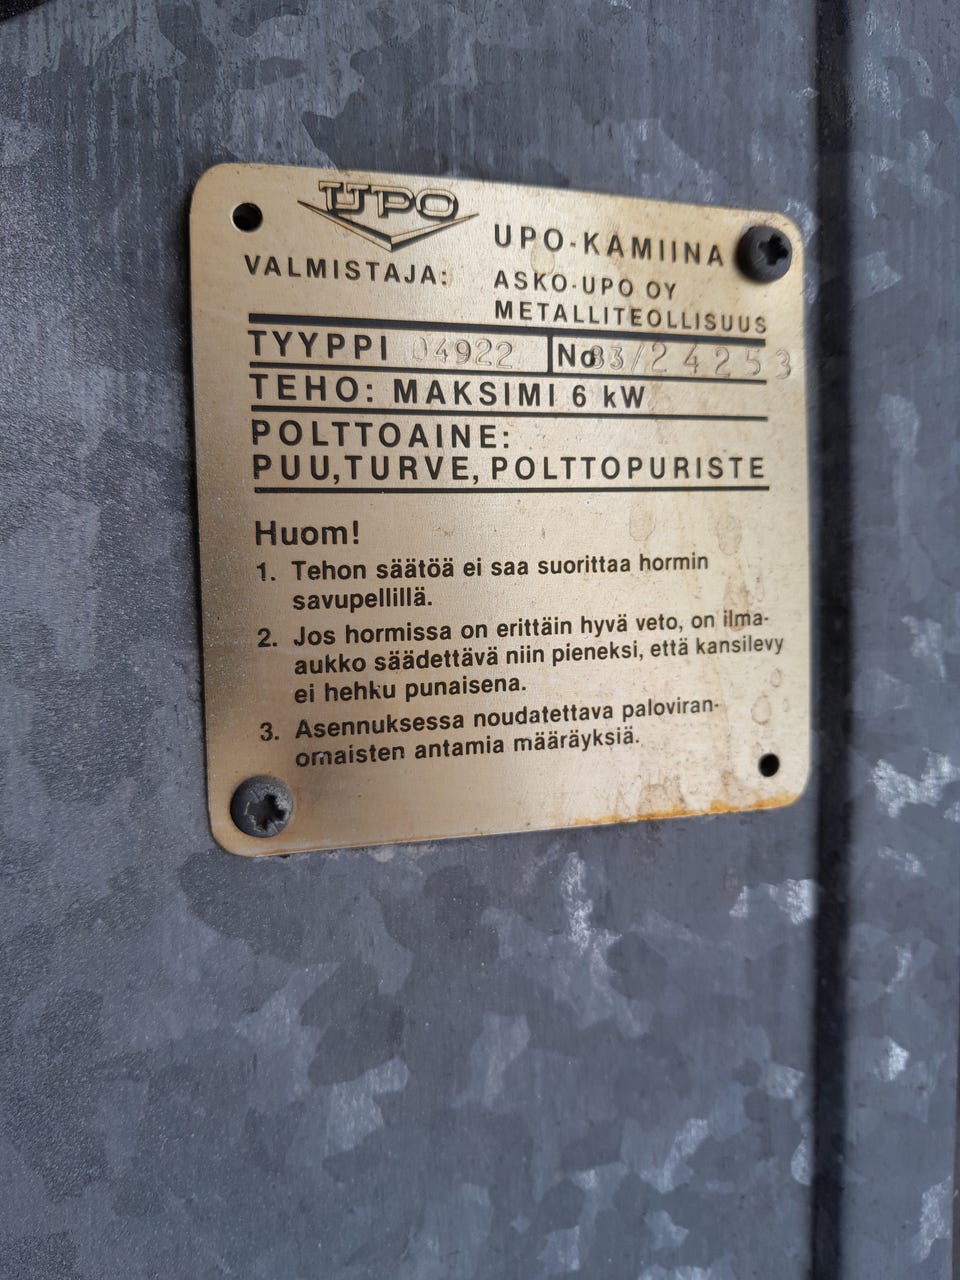 UPO
UPO-KAMIINA
VALMISTAJA: ASKO-UPO OY
METALLITEOLLISUUS
TYYPPI 04922 No 83/24253
TEHO: MAKSIMI 6 kW
POLTTOAINE:
PUU, TURVE, POLTTOPURISTE
Huom!
1. Tehon säätöä ei saa suorittaa hormin
savupellillä.
2. Jos hormissa on erittäin hyvä veto, on ilma-
aukko säädettävä niin pieneksi, että kansilevy
ei hehku punaisena.
3. Asennuksessa noudatettava paloviran-
omaisten antamia määräyksiä.